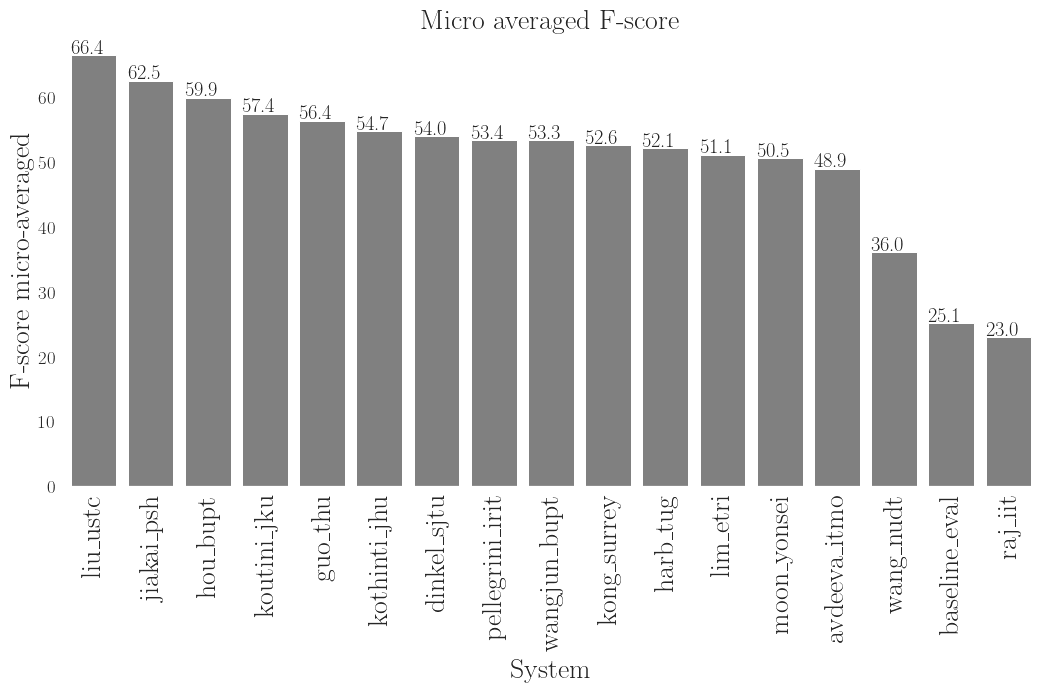 Micro averaged F-score
F-score micro-averaged
60
50
40
30
20
10
0
66.4
62.5
59.9
57.4
56.4
54.7
54.0
53.4
53.3
52.6
52.1
51.1
50.5
48.9
36.0
25.1
23.0
liu_ustc
jiakai_psh
hou_bupt
koutini_jku
guo_thu
kothinti_jhu
dinkel_sjtu
pellegrini_irit
wangjun_bupt
kong_surrey
harb_tug
lim_etri
moon_yonsei
avdeeva_itmo
wang_nudt
baseline_eval
raj_iit
System